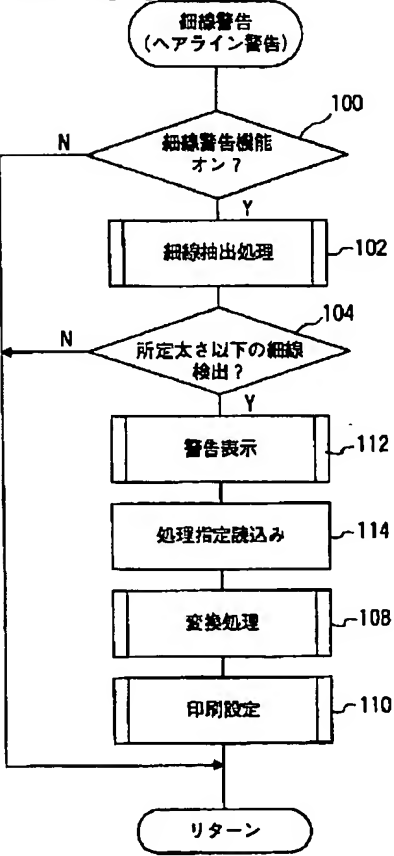 細線警告
(ヘアライン警告)
100
細線警告機能
オン？
N
Y
細線抽出処理
102
104
所定太さ以下の細線
検出？
N
Y
警告表示
112
処理指定読込み
114
変換処理
108
印刷設定
110
リターン